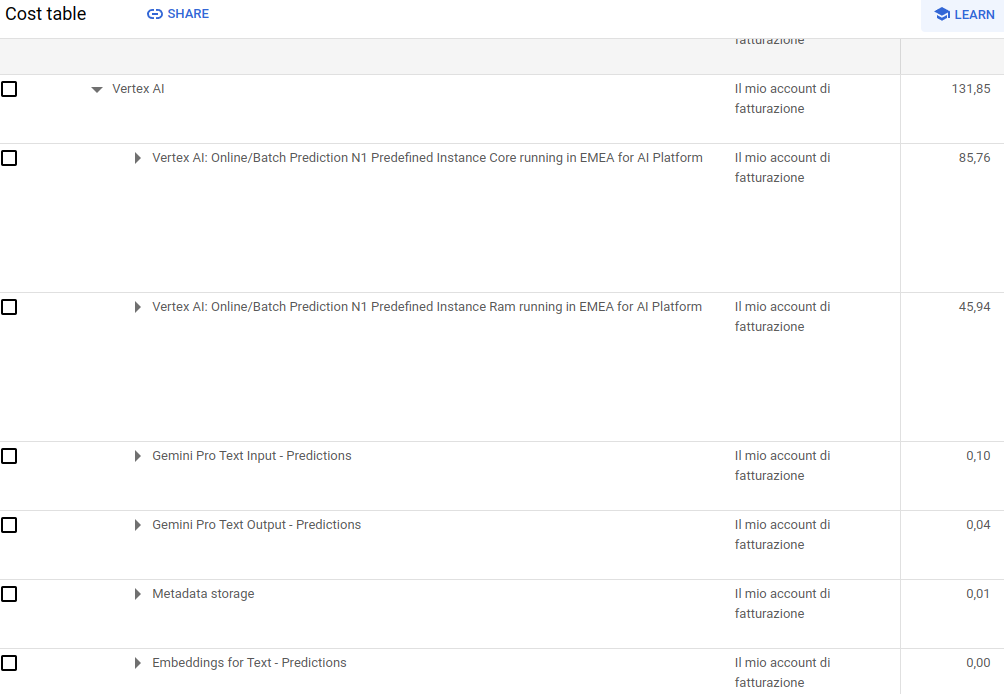 Cost table
SHARE
LEARN
fatturazione
Vertex AI
Il mio account di
fatturazione
131,85
Vertex AI: Online/Batch Prediction N1 Predefined Instance Core running in EMEA for AI Platform
Il mio account di
fatturazione
85,76
Vertex AI: Online/Batch Prediction N1 Predefined Instance Ram running in EMEA for AI Platform
Il mio account di
fatturazione
45,94
Gemini Pro Text Input - Predictions
Il mio account di
fatturazione
0,10
Gemini Pro Text Output - Predictions
Il mio account di
fatturazione
0,04
Metadata storage
Il mio account di
fatturazione
0,01
Embeddings for Text - Predictions
Il mio account di
fatturazione
0,00